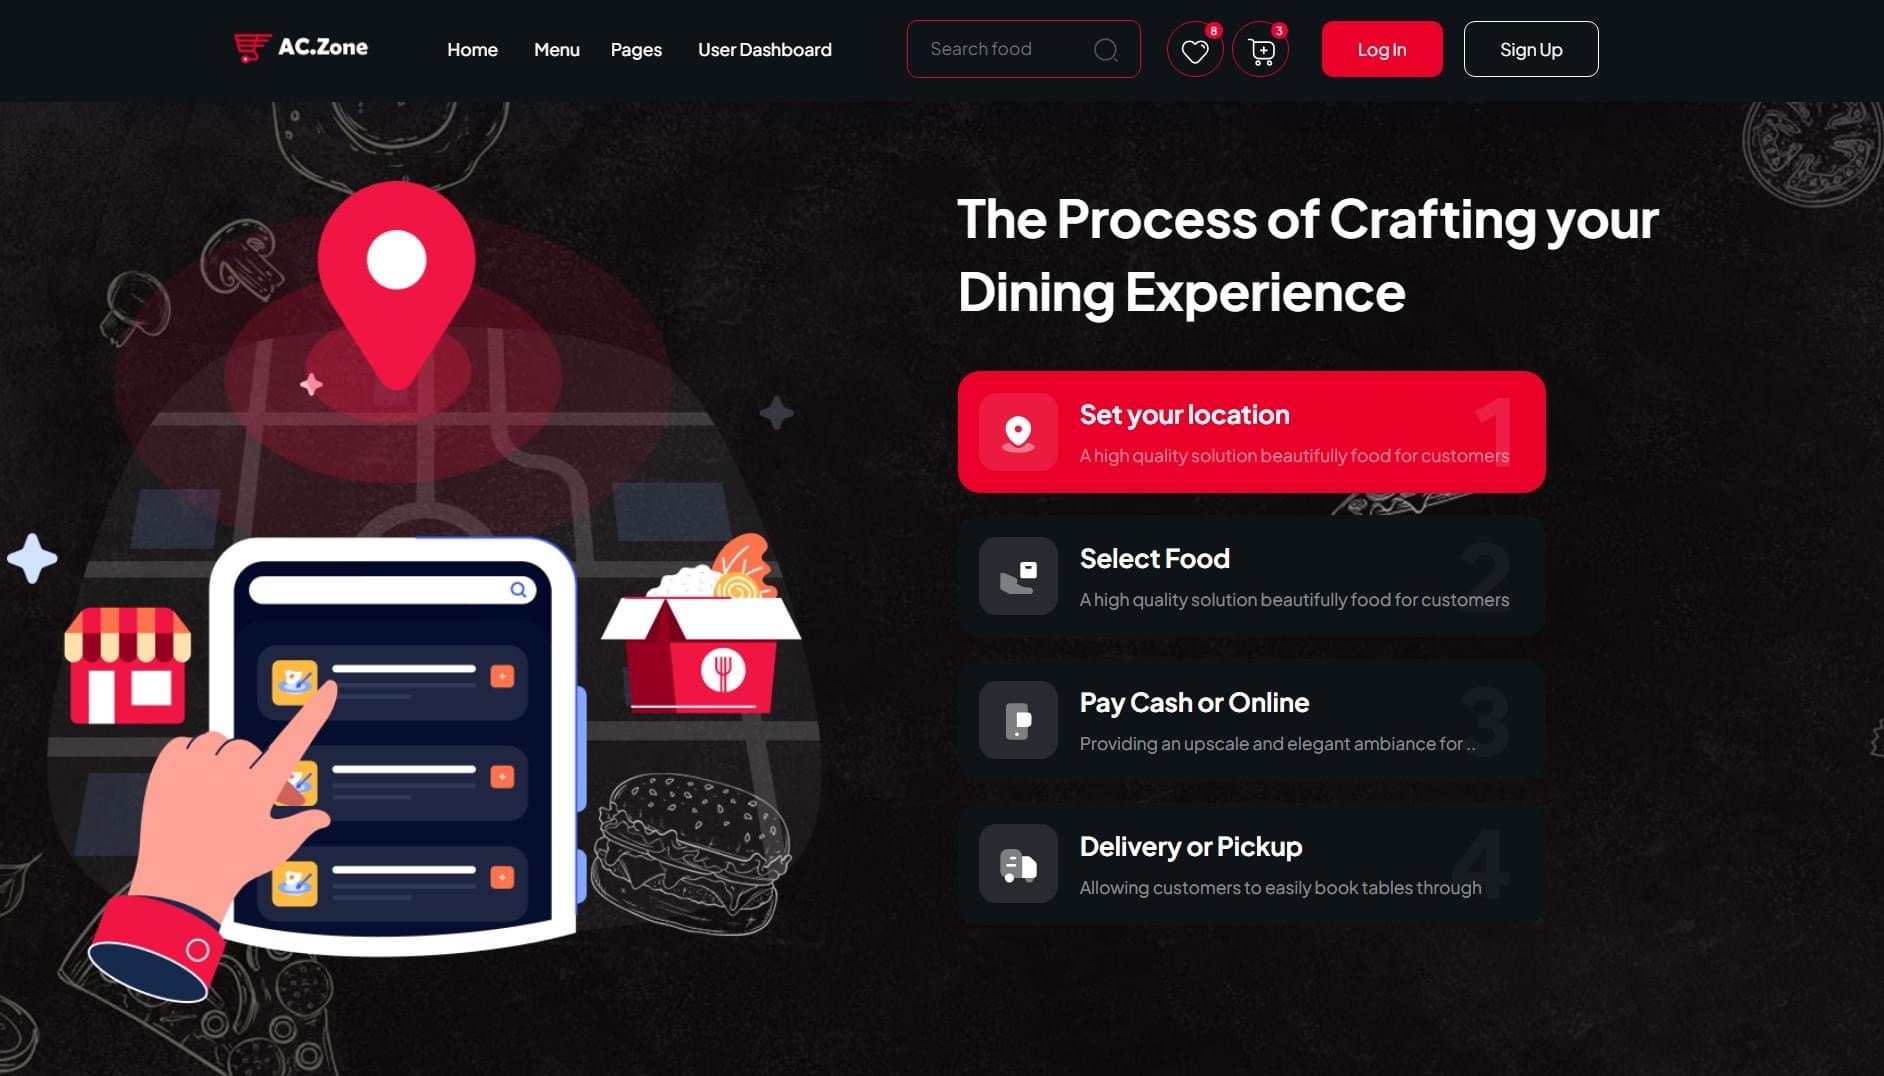 AC.Zone
Home
Menu
Pages
User Dashboard
Search food
8
3
Log In
Sign Up
The Process of Crafting your
Dining Experience
Set your location
1
A high quality solution beautifully food for customers
Select Food
2
A high quality solution beautifully food for customers
Pay Cash or Online
3
Providing an upscale and elegant ambiance for ..
Delivery or Pickup
4
Allowing customers to easily book tables through